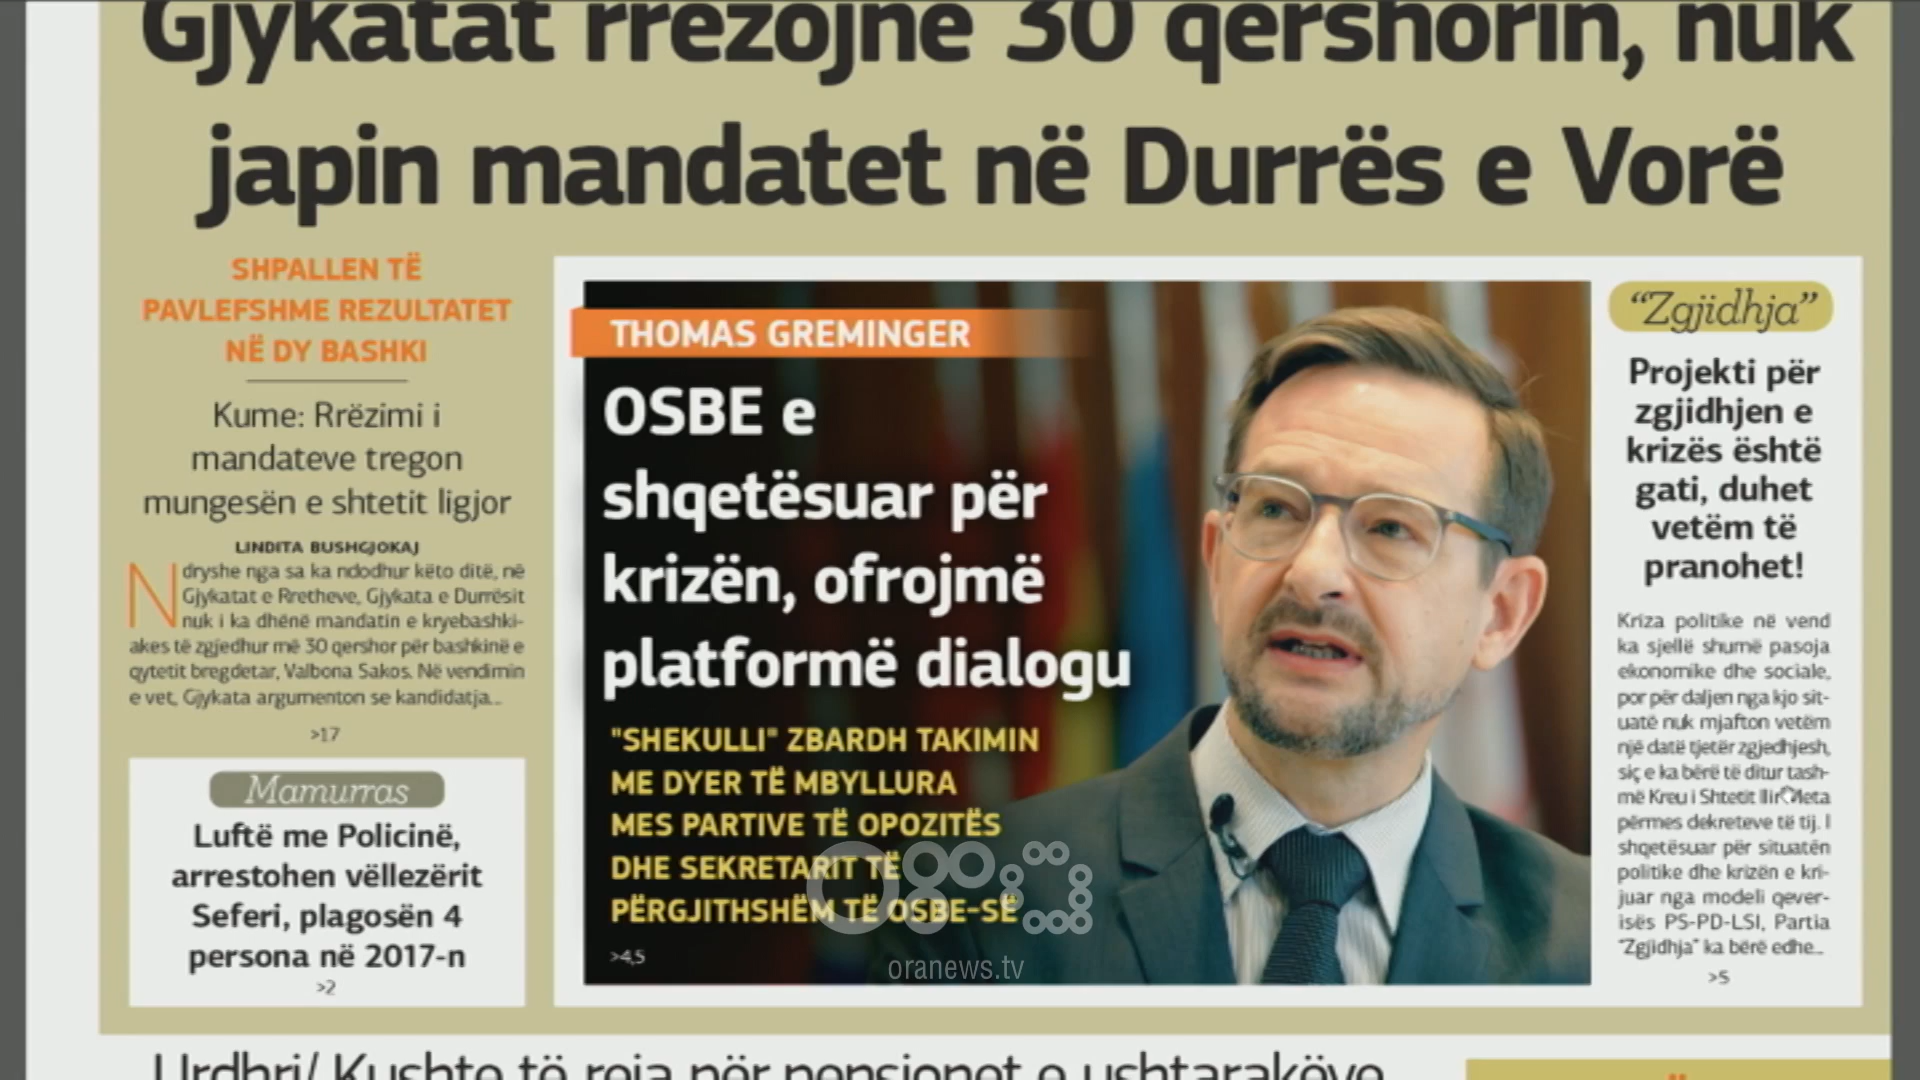 Gjykatat rrëzojnë 30 qershorin, nuk
japin mandatet në Durrës e Vorë
SHPALLEN TË
PAVLEFSHME REZULTATET
NË DY BASHKI
Kume: Rrëzimi i
mandateve tregon
mungesën e shtetit ligjor
LINDITA BUSHGJOKAJ
Ndryshe nga sa ka ndodhur këto ditë, në
Gjykatat e Rretheve, Gjykata e Durrësit
nuk i ka dhënë mandatin e kryebashki-
akes të zgjedhur më 30 qershor për bashkinë e
qytetit bregdetar, Valbona Sakos. Në vendimin
e vet, Gjykata argumenton se kandidatja...
>17
Mamurras
Luftë me Policinë,
arrestohen vëllezërit
Seferi, plagosën 4
persona në 2017-n
>2
THOMAS GREMINGER
OSBE e
shqetësuar për
krizën, ofrojmë
platformë dialogu
"SHEKULLI" ZBARDH TAKIMIN
ME DYER TË MBYLLURA
MES PARTIVE TË OPOZITËS
DHE SEKRETARIT TË
PËRGJITHSHËM TË OSBE-SË
>4,5
oranews.tv
“Zgjidhja”
Projekti për
zgjidhjen e
krizës është
gati, duhet
vetëm të
pranohet!
Kriza politike në vend
ka sjellë shumë pasoja
ekonomike dhe sociale,
por për daljen nga kjo sit-
uatë nuk mjafton vetëm
një datë tjetër zgjedhjesh,
siç e ka bërë të ditur tash-
më Kreu i Shtetit Ilir Meta
përmes dekreteve të tij. I
shqetësuar për situatën
politike dhe krizën e kri-
juar nga modeli qever-
isës PS-PD-LSI, Partia
"Zgjidhja" ka bërë edhe...
>5
Urdhri/ Kushte të reja për pensionet e ushtarakëve